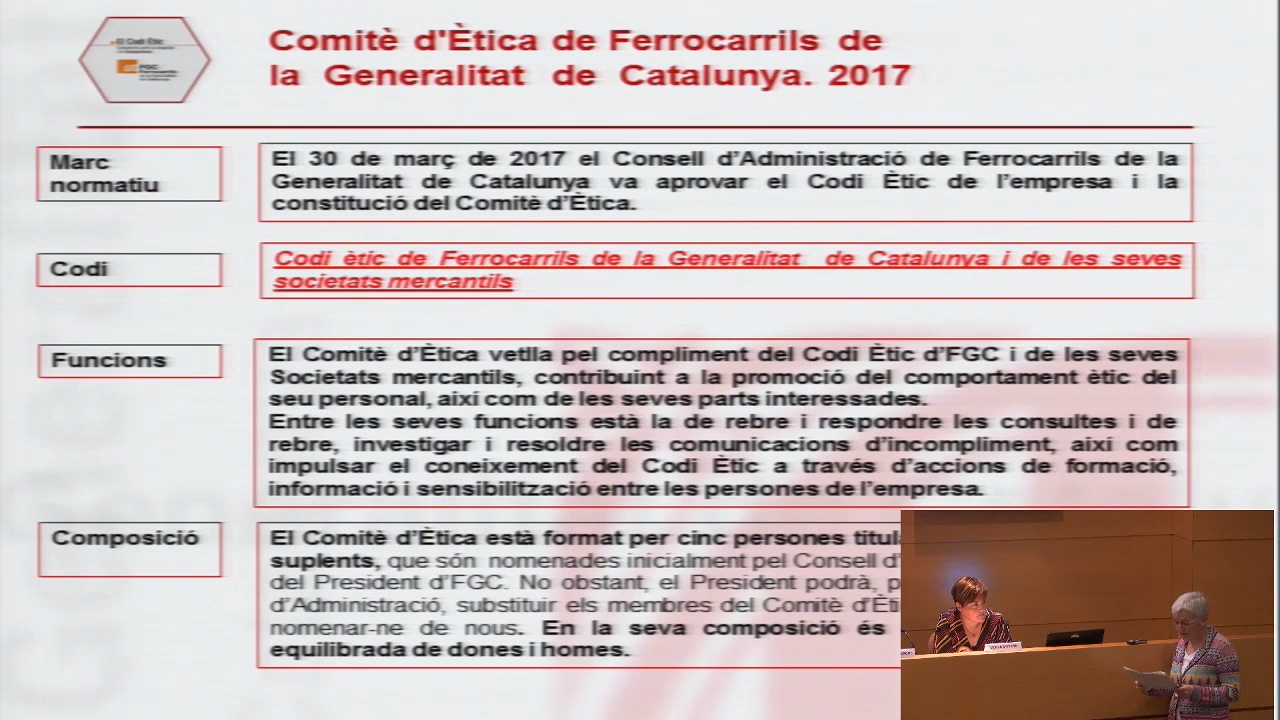 El Codi Ètic
FGC
Comitè d'Ètica de Ferrocarrils de
la Generalitat de Catalunya. 2017
Marc
normatiu
El 30 de març de 2017 el Consell d'Administració de Ferrocarrils de la
Generalitat de Catalunya va aprovar el Codi Ètic de l'empresa i la
constitució del Comitè d'Ètica.
Codi
Codi ètic de Ferrocarrils de la Generalitat de Catalunya i de les seves
societats mercantils
Funcions
El Comitè d'Ètica vetlla pel compliment del Codi Ètic d'FGC i de les seves
Societats mercantils, contribuint a la promoció del comportament ètic del
seu personal, així com de les seves parts interessades.
Entre les seves funcions està la de rebre i respondre les consultes i de
rebre, investigar i resoldre les comunicacions d'incompliment, així com
impulsar el coneixement del Codi Ètic a través d'accions de formació,
informació i sensibilització entre les persones de l'empresa.
Composició
El Comitè d'Ètica està format per cinc persones titul
suplents, que són nomenades inicialment pel Consell d'
del President d'FGC. No obstant, el President podrà, p
d'Administració, substituir els membres del Comitè d'Èti
nomenar-ne de nous. En la seva composició és
equilibrada de dones i homes.